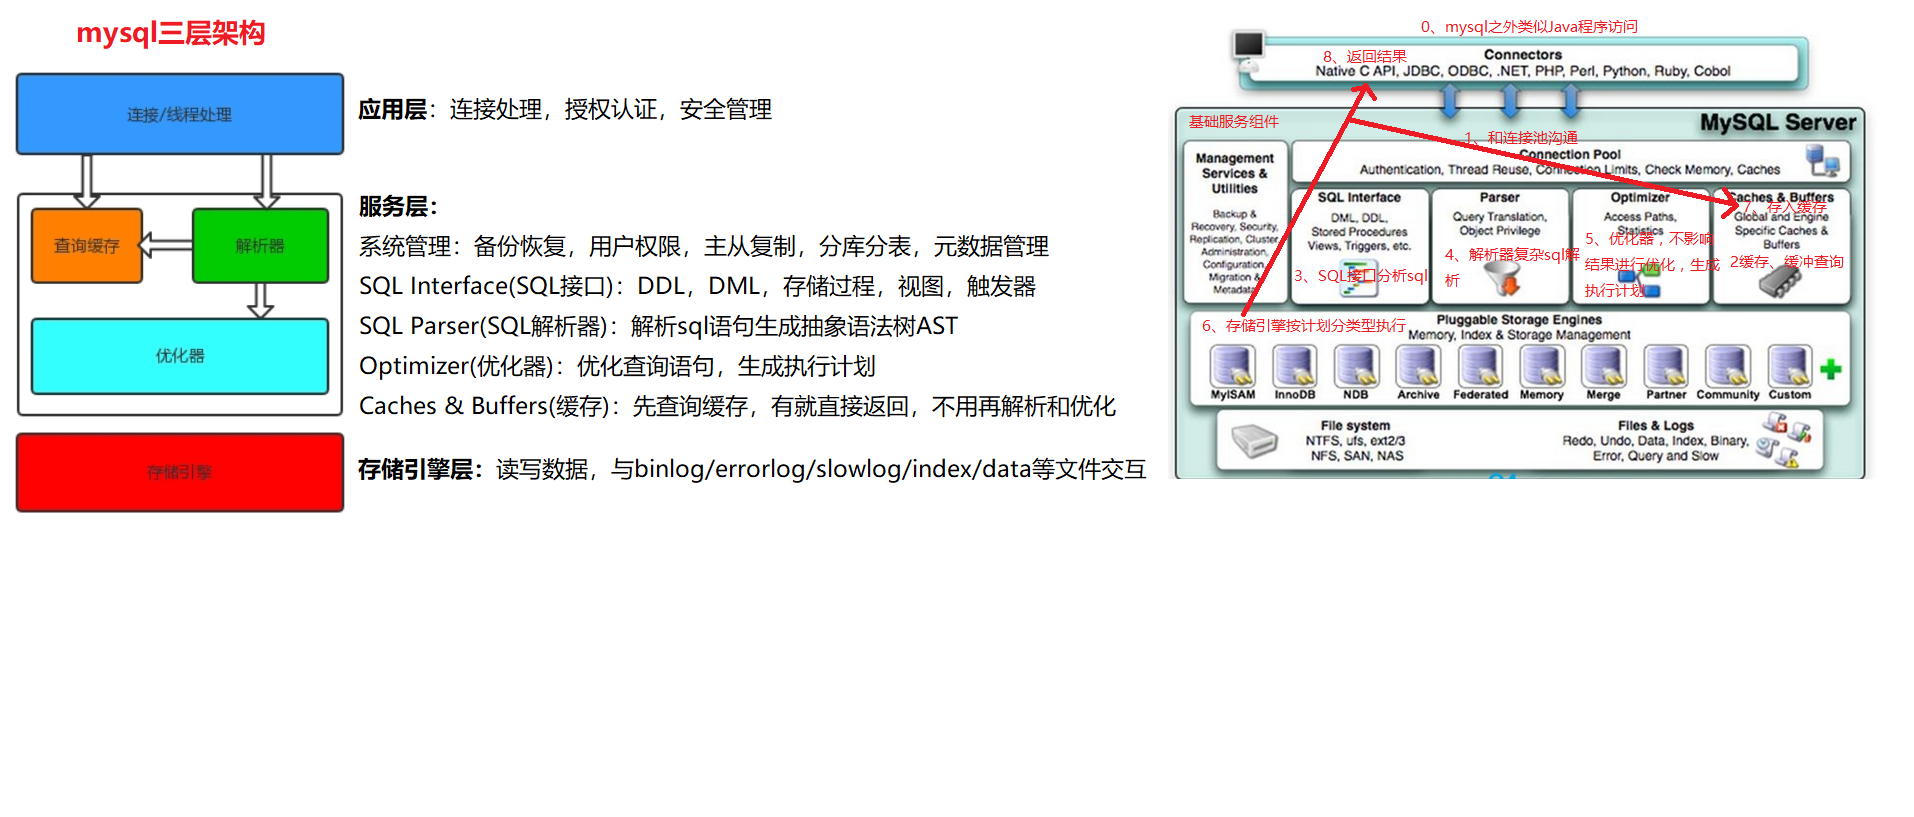 mysql三层架构
连接/线程处理
查询缓存
解析器
优化器
存储引擎
应用层：连接处理，授权认证，安全管理
服务层：
系统管理：备份恢复，用户权限，主从复制，分库分表，元数据管理
SQL Interface(SQL接口)：DDL，DML，存储过程，视图，触发器
SQL Parser(SQL解析器)：解析sql语句生成抽象语法树AST
Optimizer(优化器)：优化查询语句，生成执行计划
Caches & Buffers(缓存)：先查询缓存，有就直接返回，不用再解析和优化
存储引擎层：读写数据，与binlog/errorlog/slowlog/index/data等文件交互
0、mysql之外类似Java程序访问
8、返回结果
Connectors
Native C API, JDBC, ODBC, .NET, PHP, Perl, Python, Ruby, Cobol
基础服务组件
MySQL Server
1、和连接池沟通
Connection Pool
Authentication, Thread Reuse, Connection Limits, Check Memory, Caches
Management
Services &
Utilities
Backup &
Recovery, Security,
Replication, Cluster,
Administration,
Configuration,
Migration &
Metadata
SQL Interface
DML, DDL,
Stored Procedures
Views, Triggers, etc.
3、SQL接口分析sql
Parser
Query Translation,
Object Privilege
4、解析器复杂sql解
析
Optimizer
Access Paths,
Statistics
5、优化器，不影响
结果进行优化，生成
执行计划
Caches & Buffers
7、存入缓存
Global and Engine
Specific Caches &
Buffers
2缓存、缓冲查询
6、存储引擎按计划分类型执行
Pluggable Storage Engines
Memory, Index & Storage Management
MyISAM
InnoDB
NDB
Archive
Federated
Memory
Merge
Partner
Community
Custom
File system
NTFS, ufs, ext2/3
NFS, SAN, NAS
Files & Logs
Redo, Undo, Data, Index, Binary,
Error, Query and Slow